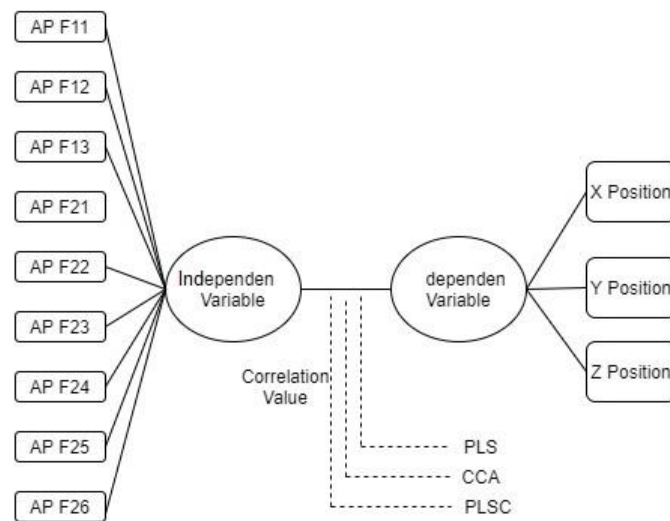 AP F11
AP F12
AP F13
AP F21
AP F22
AP F23
AP F24
AP F25
AP F26
Independen
Variable
dependen
Variable
X Position
Y Position
Z Position
Correlation
Value
PLS
CCA
PLSC